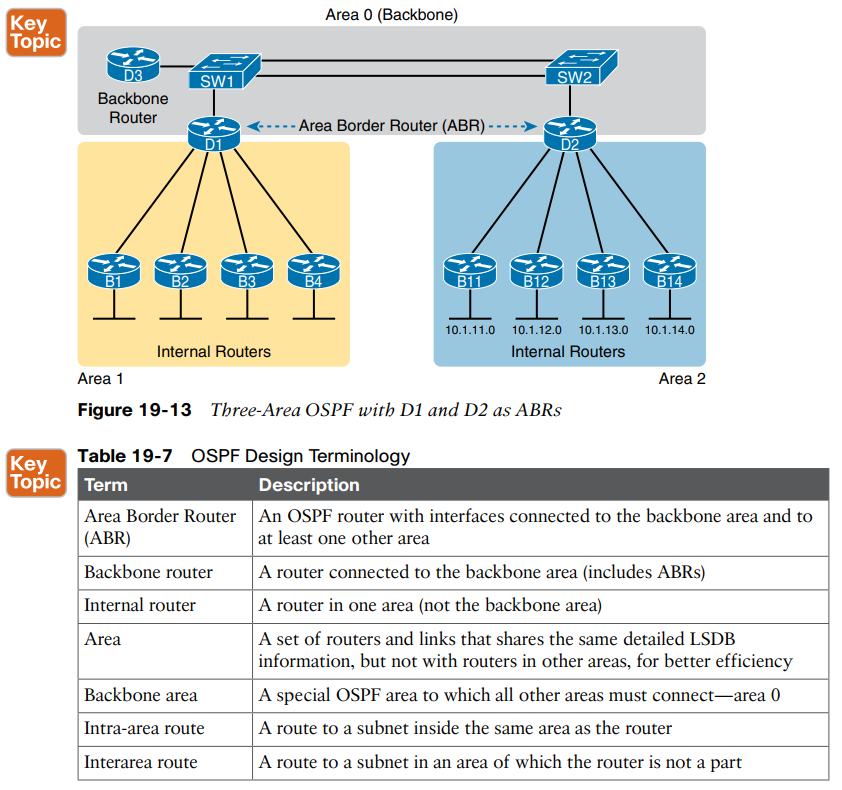 Key
Topic
Area 0 (Backbone)
D3
SW1
SW2
Backbone
Router
Area Border Router (ABR)
D1
D2
B1
B2
B3
B4
B11
B12
B13
B14
10.1.11.0
10.1.12.0
10.1.13.0
10.1.14.0
Internal Routers
Internal Routers
Area 1
Area 2
Figure 19-13 Three-Area OSPF with D1 and D2 as ABRs
Key
Topic
Table 19-7 OSPF Design Terminology
Term Description
Area Border Router
(ABR)
An OSPF router with interfaces connected to the backbone area and to
at least one other area
Backbone router A router connected to the backbone area (includes ABRs)
Internal router A router in one area (not the backbone area)
Area A set of routers and links that shares the same detailed LSDB
information, but not with routers in other areas, for better efficiency
Backbone area A special OSPF area to which all other areas must connect—area 0
Intra-area route A route to a subnet inside the same area as the router
Interarea route A route to a subnet in an area of which the router is not a part